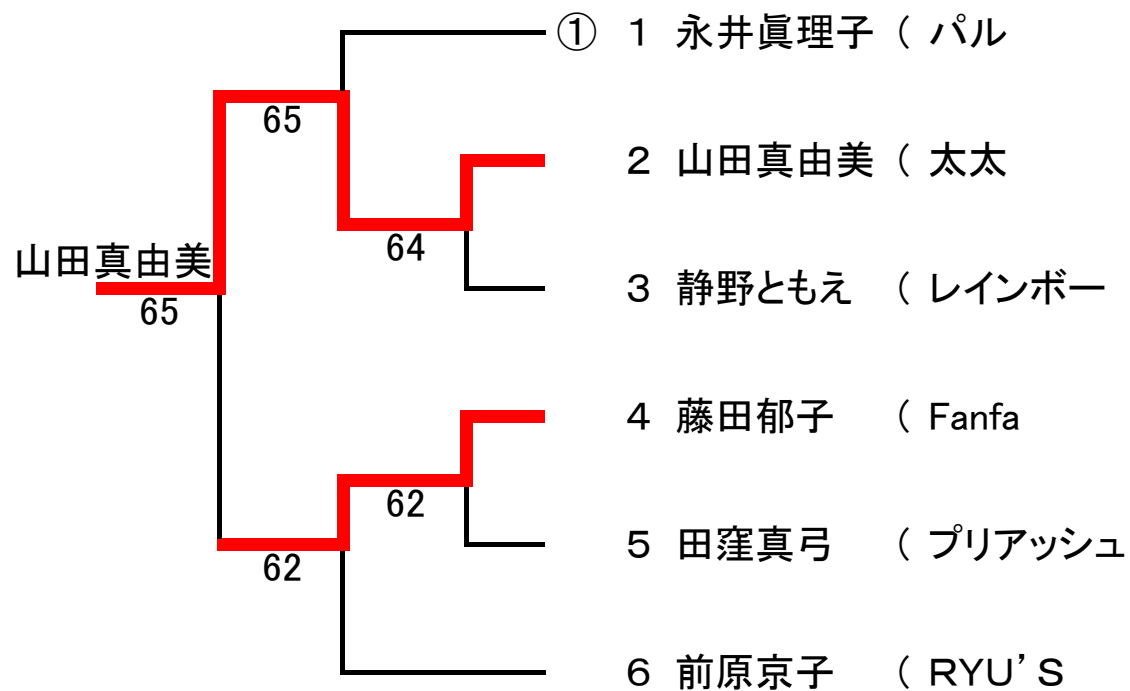 ① 1 永井眞理子 ( パル
65
2 山田真由美 ( 太太
64
山田真由美
3 静野ともえ ( レインボー
65
4 藤田郁子 ( Fanfa
62
5 田窪真弓 ( プリアッシュ
62
6 前原京子 ( RYU'S